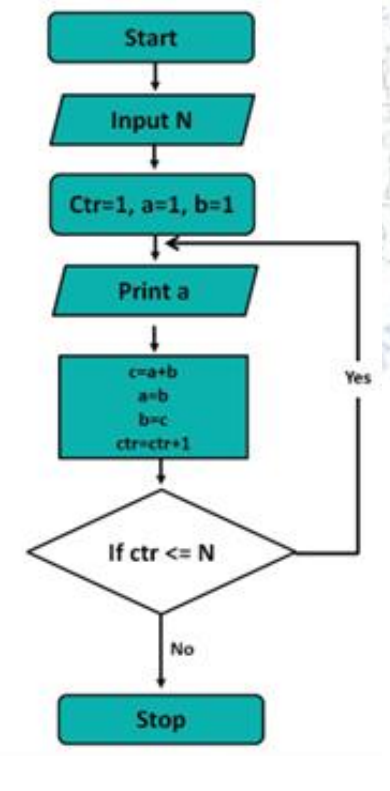 Start
Input N
Ctr=1, a=1, b=1
Print a
c=a+b
a=b
b=c
ctr=ctr+1
Yes
If ctr <= N
No
Stop